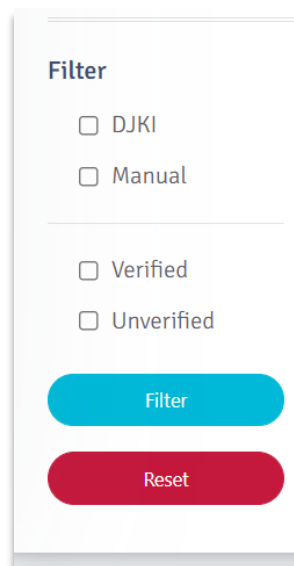 Filter
DJKI
Manual
Verified
Unverified
Filter
Reset